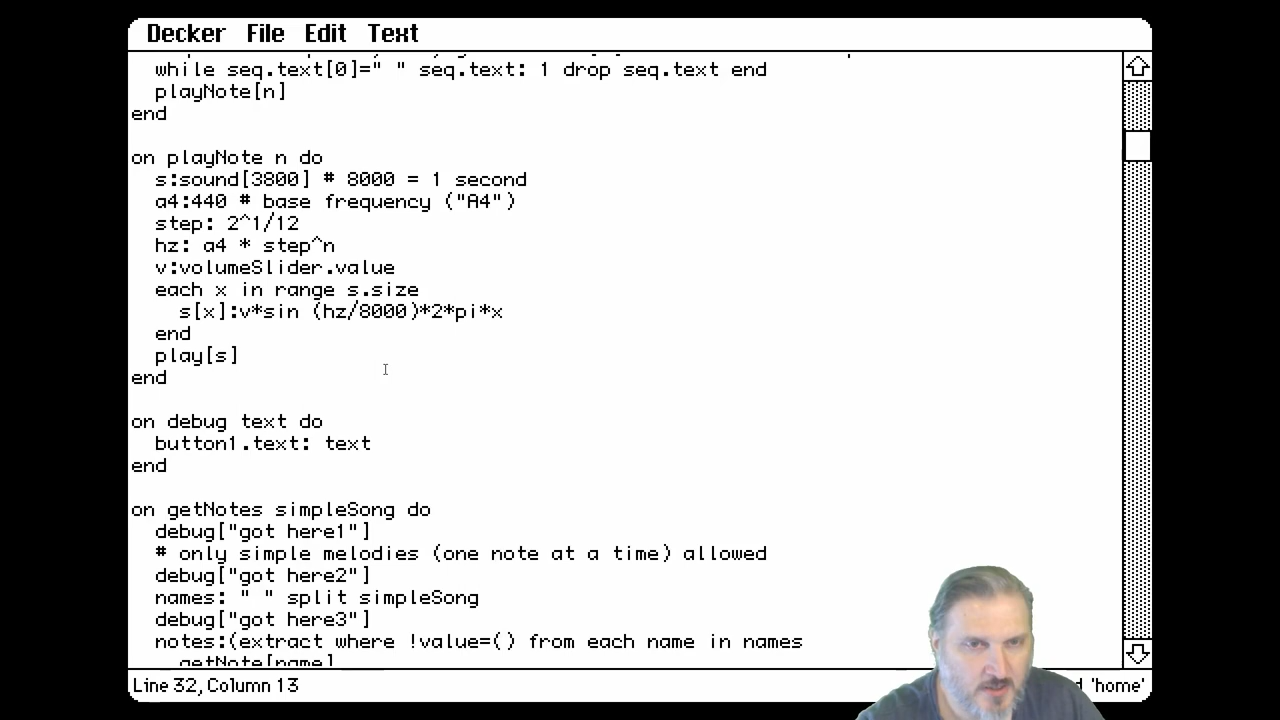 Decker File Edit Text
while seq.text[0]=" " seq.text: 1 drop seq.text end
playNote[n]
end
on playNote n do
s:sound[3800] # 8000 = 1 second
a4:440 # base frequency ("A4")
step: 2^1/12
hz: a4 * step^n
v:volumeSlider.value
each x in range s.size
s[x]:v*sin (hz/8000)*2*pi*x
end
play[s]
end
on debug text do
button1.text: text
end
on getNotes simpleSong do
debug["got here1"]
# only simple melodies (one note at a time) allowed
debug["got here2"]
names: " " split simpleSong
debug["got here3"]
notes:(extract where !value=() from each name in names
getNote[name]
Line 32, Column 13
'home'